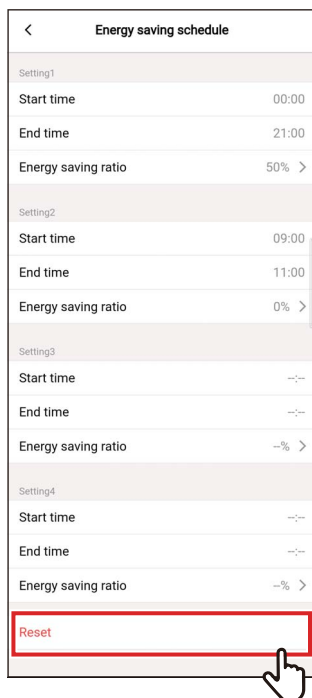 Energy saving schedule
Setting1
Start time 00:00
End time 21:00
Energy saving ratio 50% >
Setting2
Start time 09:00
End time 11:00
Energy saving ratio 0% >
Setting3
Start time --:--
End time --:--
Energy saving ratio --% >
Setting4
Start time --:--
End time --:--
Energy saving ratio --% >
Reset